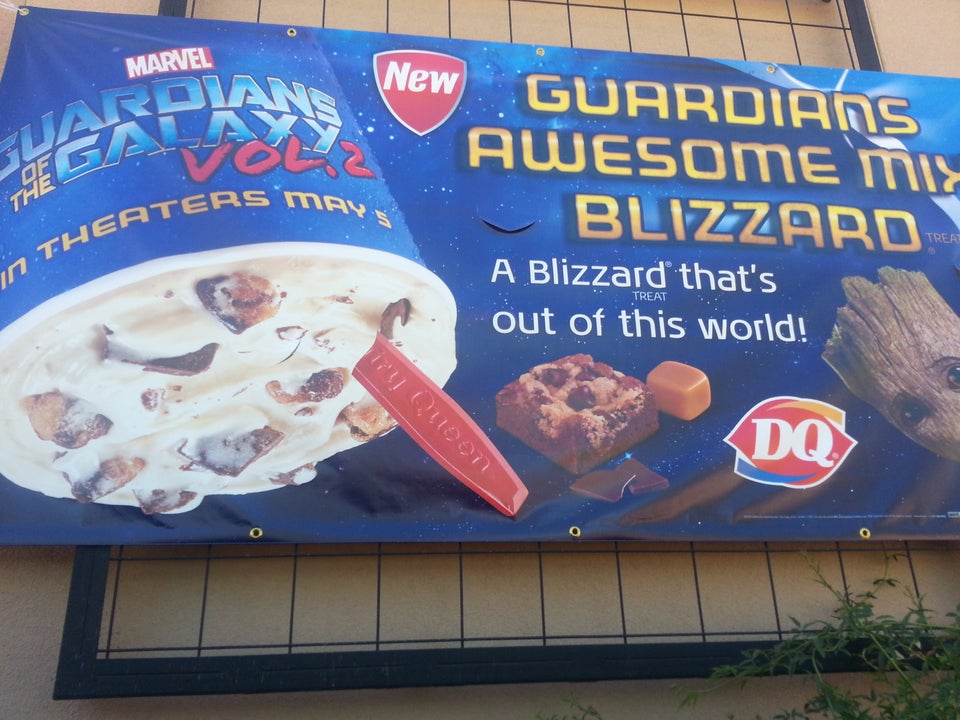 MARVEL
GUARDIANS
OF
THE
GALAXY
VOL.2
IN THEATERS MAY 5
New
GUARDIANS
AWESOME MIX
BLIZZARD
TREAT
®
A Blizzard® that's
TREAT
out of this world!
iry Queen
DQ®